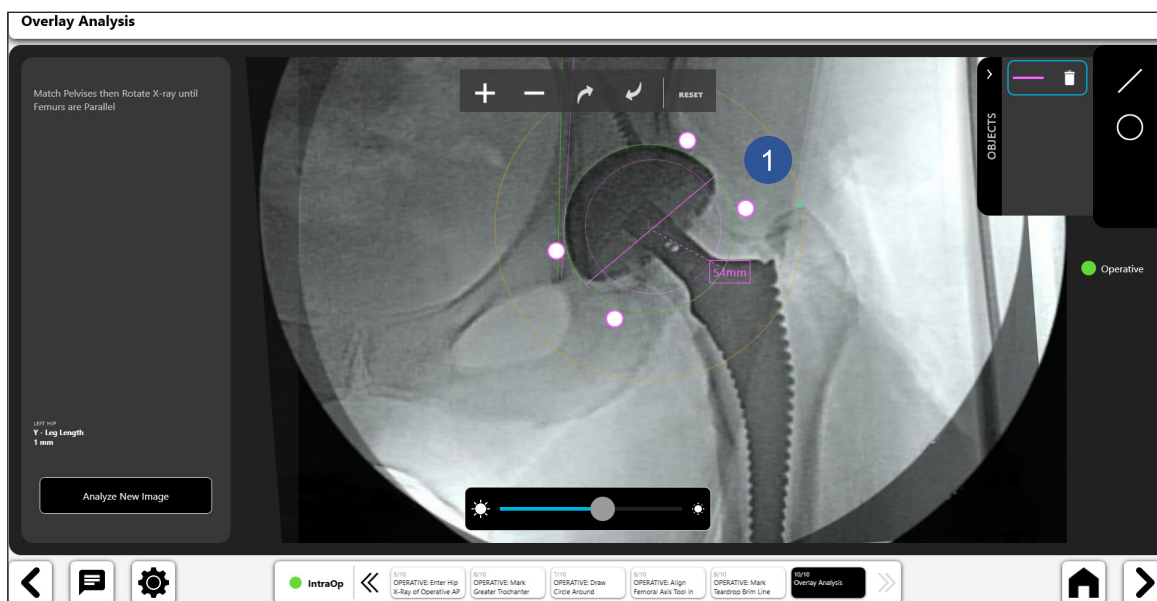 Overlay Analysis
Match Pelvises then Rotate X-ray until
Femurs are Parallel
RESET
1
OBJECTS
54mm
Operative
LEFT HIP
Y - Leg Length
1 mm
Analyze New Image
IntraOp
5/10
OPERATIVE: Enter Hip
X-Ray of Operative AP
6/10
OPERATIVE: Mark
Greater Trochanter
7/10
OPERATIVE: Draw
Circle Around
8/10
OPERATIVE: Align
Femoral Axis Tool in
9/10
OPERATIVE: Mark
Teardrop Brim Line
10/10
Overlay Analysis